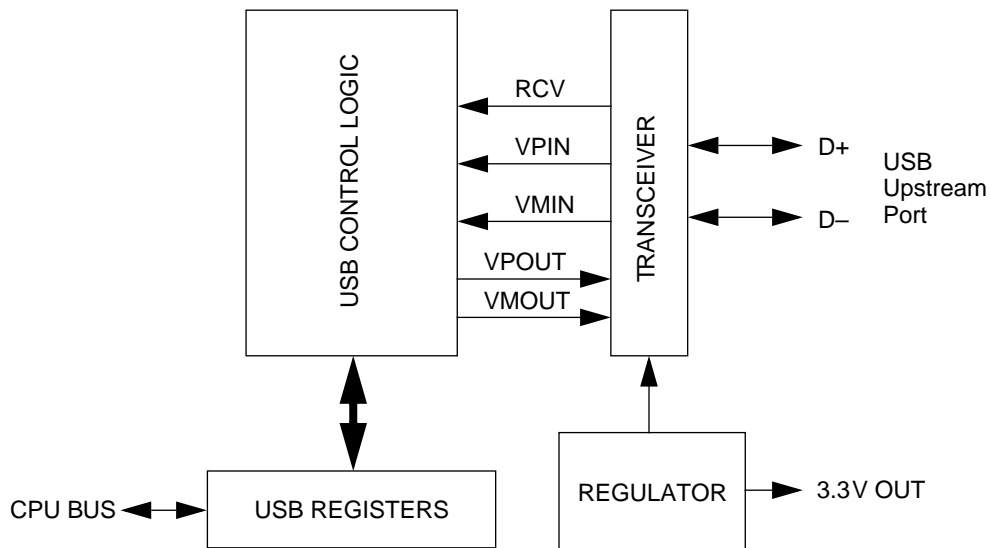 USB CONTROL LOGIC
RCV
VPIN
VMIN
VPOUT
VMOUT
TRANSCEIVER
D+
D–
USB
Upstream
Port
CPU BUS
USB REGISTERS
REGULATOR
3.3V OUT